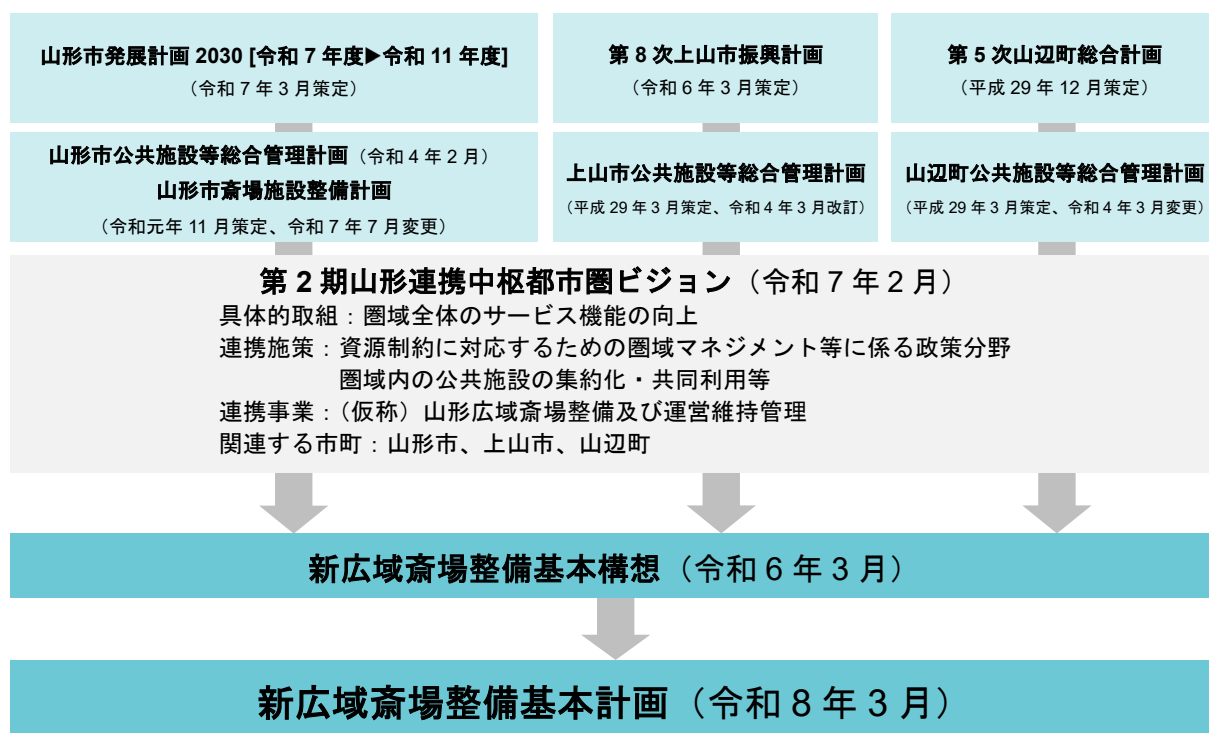 山形市発展計画 2030 [令和 7 年度▶令和 11 年度]
（令和 7 年 3 月策定）
第 8 次上山市振興計画
（令和 6 年 3 月策定）
第 5 次山辺町総合計画
（平成 29 年 12 月策定）
山形市公共施設等総合管理計画（令和 4 年 2 月）
山形市斎場施設整備計画
（令和元年 11 月策定、令和 7 年 7 月変更）
上山市公共施設等総合管理計画
（平成 29 年 3 月策定、令和 4 年 3 月改訂）
山辺町公共施設等総合管理計画
（平成 29 年 3 月策定、令和 4 年 3 月変更）
第 2 期山形連携中枢都市圏ビジョン（令和 7 年 2 月）
具体的取組：圏域全体のサービス機能の向上
連携施策：資源制約に対応するための圏域マネジメント等に係る政策分野
圏域内の公共施設の集約化・共同利用等
連携事業：（仮称）山形広域斎場整備及び運営維持管理
関連する市町：山形市、上山市、山辺町
新広域斎場整備基本構想（令和 6 年 3 月）
新広域斎場整備基本計画（令和 8 年 3 月）